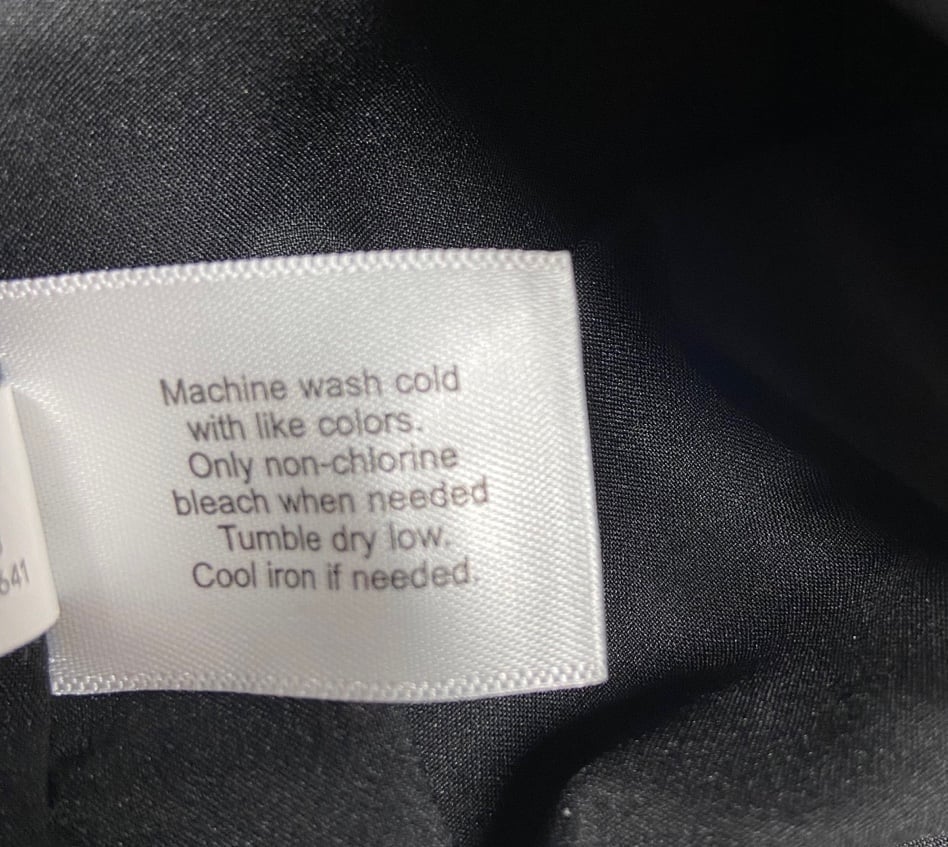 Machine wash cold
with like colors.
Only non-chlorine
bleach when needed
Tumble dry low.
Cool iron if needed.
641